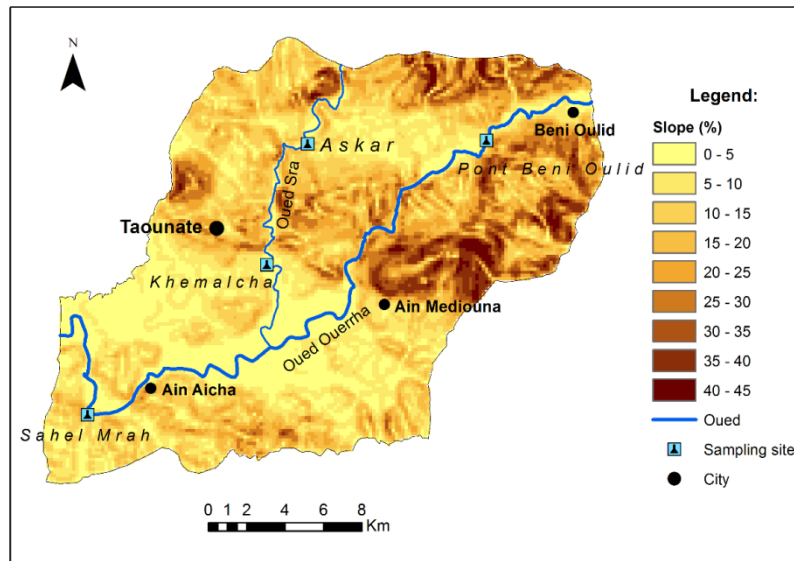 N
Askar
Beni Oulid
Pont Beni Oulid
Oued Sra
Taounate
Khemalcha
Ain Mediouna
Oued Ouerrha
Ain Aicha
Sahel Mrah
0 1 2 4 6 8
Km
Legend:
Slope (%)
0 - 5
5 - 10
10 - 15
15 - 20
20 - 25
25 - 30
30 - 35
35 - 40
40 - 45
Oued
Sampling site
City